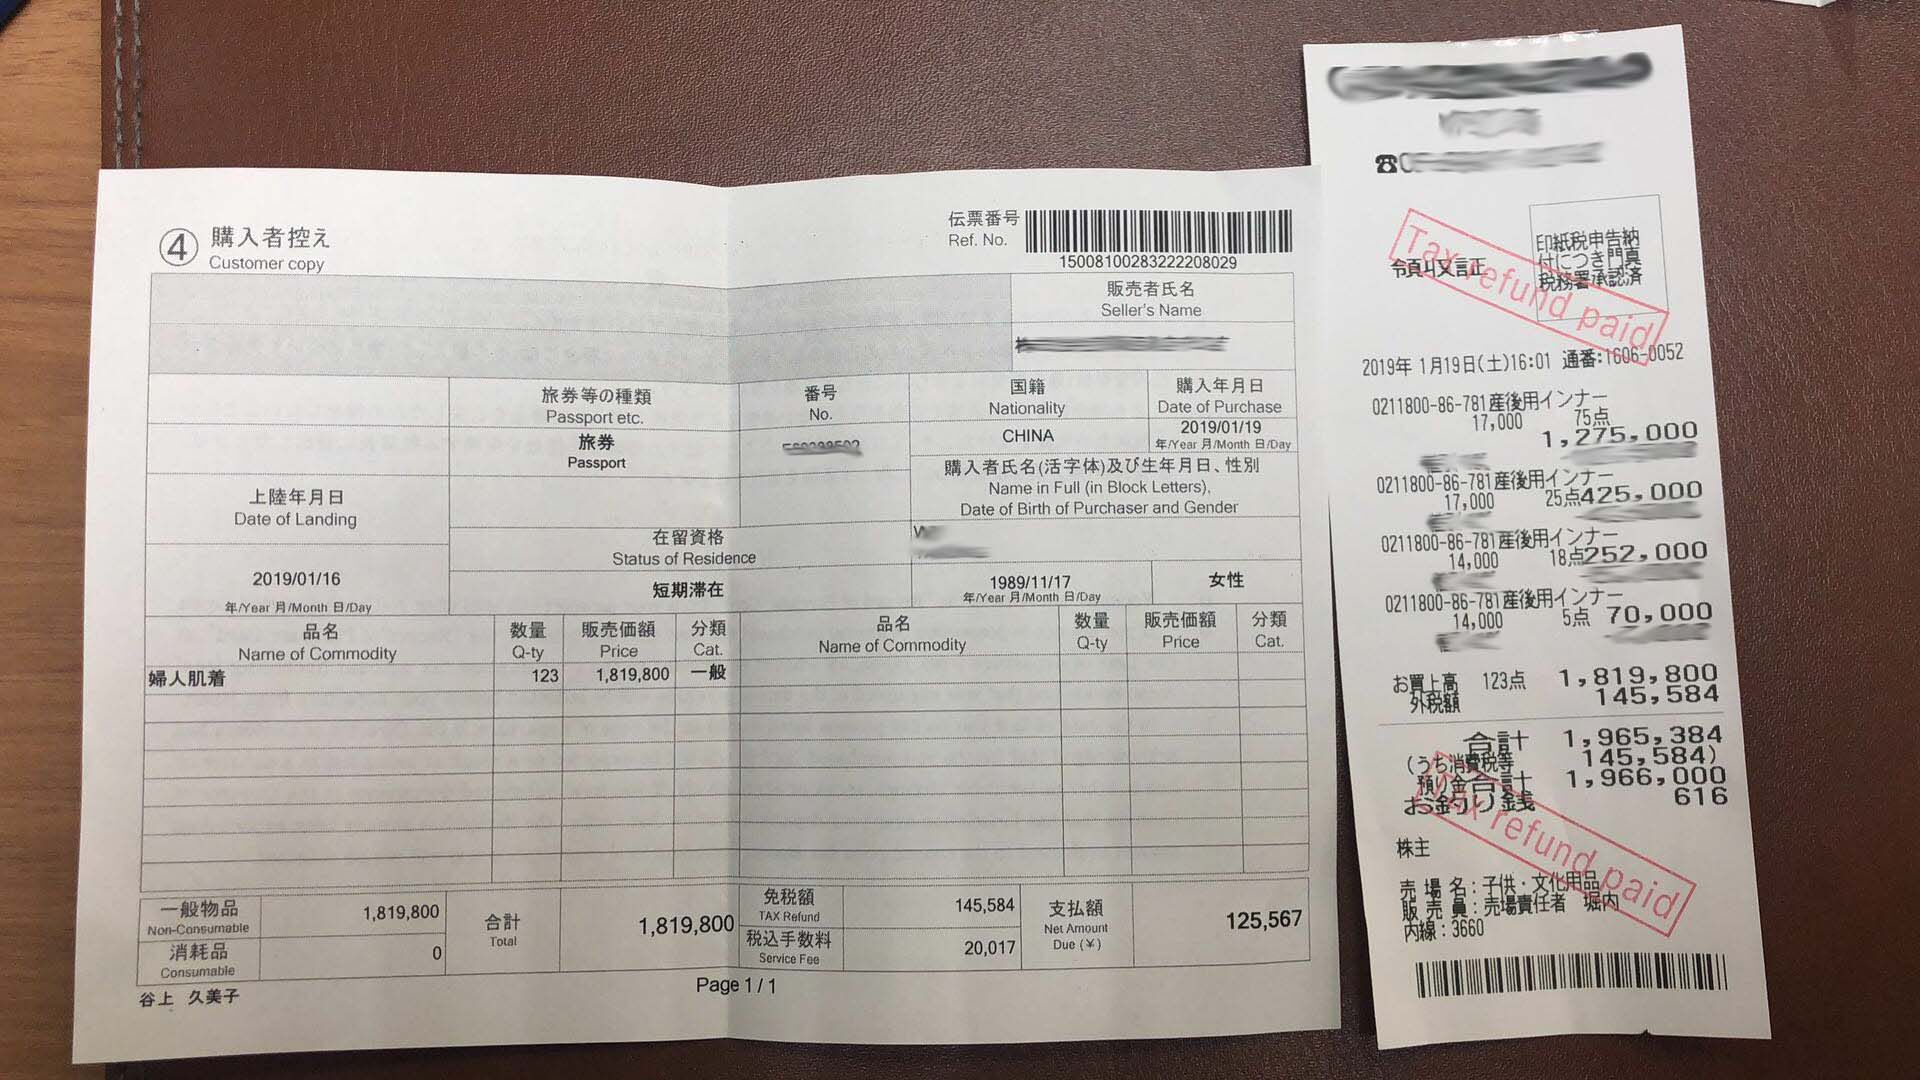 ④ 購入者控え
Customer copy
伝票番号
Ref. No.
15008100283222208029
販売者氏名
Seller's Name
旅券等の種類
Passport etc.
旅券
Passport
番号
No.
国籍
Nationality
CHINA
購入年月日
Date of Purchase
2019/01/19
年/Year 月/Month 日/Day
上陸年月日
Date of Landing
2019/01/16
年/Year 月/Month 日/Day
在留資格
Status of Residence
短期滞在
購入者氏名(活字体)及び生年月日、性別
Name in Full (in Block Letters),
Date of Birth of Purchaser and Gender
1989/11/17
年/Year 月/Month 日/Day
女性
品名 数量 販売価額 分類 品名 数量 販売価額 分類
Name of Commodity Q-ty Price Cat. Name of Commodity Q-ty Price Cat.
婦人肌着 123 1,819,800 一般
一般物品
Non-Consumable
1,819,800
消耗品
Consumable
0
合計
Total
1,819,800
免税額
TAX Refund
145,584
税込手数料
Service Fee
20,017
支払額
Net Amount
Due (¥)
125,567
谷上 久美子
Page 1 / 1
☎
領収証
印紙税申告納
付につき門真
税務署承認済
Tax refund paid
2019年 1月19日(土)16:01 通番:1606-0052
0211800-86-781産後用インナー
17,000 75点
1,275,000
0211800-86-781産後用インナー
17,000 25点425,000
0211800-86-781産後用インナー
14,000 18点252,000
0211800-86-781産後用インナー
14,000 5点 70,000
お買上高 123点 1,819,800
外税額 145,584
合計 1,965,384
(うち消費税等 145,584)
預り金合計 1,966,000
お釣り銭 616
Tax refund paid
株主
売 場 名:子供・文化用品
販 売 員:売場責任者 堀内
内線:3660